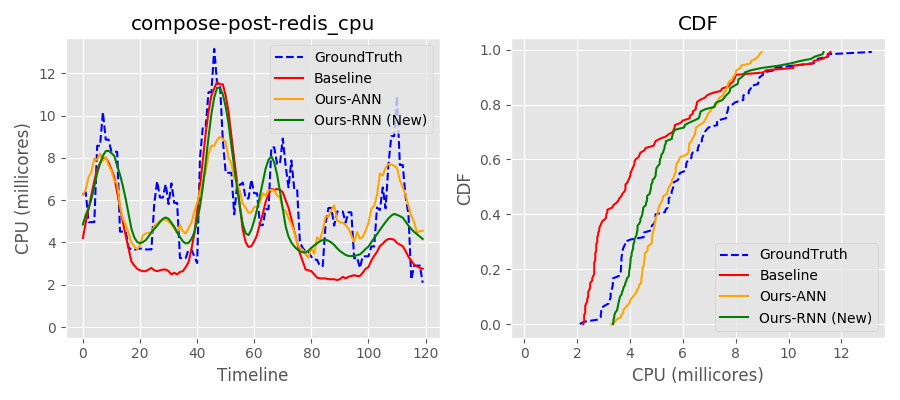 compose-post-redis_cpu
CPU (millicores)
12
10
8
6
4
2
0
GroundTruth
Baseline
Ours-ANN
Ours-RNN (New)
0 20 40 60 80 100 120
Timeline
CDF
CDF
1.0
0.8
0.6
0.4
0.2
0.0
GroundTruth
Baseline
Ours-ANN
Ours-RNN (New)
0 2 4 6 8 10 12
CPU (millicores)